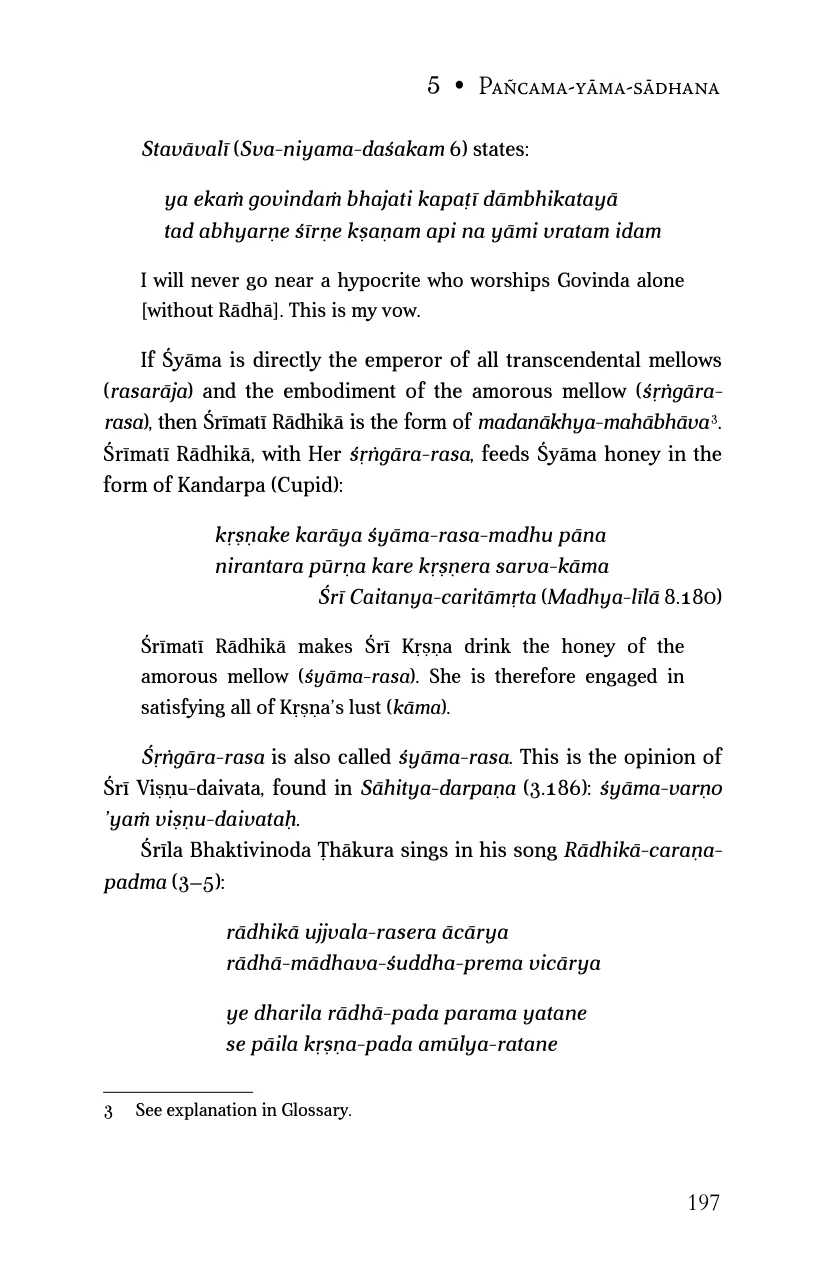 5 • Pañcama-yāma-sādhana
Stavāvalī (Sva-niyama-daśakam 6) states:
ya ekaṁ govindaṁ bhajati kapaṭī dāmbhikatayā
tad abhyarṇe śīrṇe kṣaṇam api na yāmi vratam idam
I will never go near a hypocrite who worships Govinda alone
[without Rādhā]. This is my vow.
If Śyāma is directly the emperor of all transcendental mellows
(rasarāja) and the embodiment of the amorous mellow (śṛṅgāra-
rasa), then Śrīmatī Rādhikā is the form of madanākhya-mahābhāva³.
Śrīmatī Rādhikā, with Her śṛṅgāra-rasa, feeds Śyāma honey in the
form of Kandarpa (Cupid):
kṛṣṇake karāya śyāma-rasa-madhu pāna
nirantara pūrṇa kare kṛṣṇera sarva-kāma
Śrī Caitanya-caritāmṛta (Madhya-līlā 8.180)
Śrīmatī Rādhikā makes Śrī Kṛṣṇa drink the honey of the
amorous mellow (śyāma-rasa). She is therefore engaged in
satisfying all of Kṛṣṇa's lust (kāma).
Śṛṅgāra-rasa is also called śyāma-rasa. This is the opinion of
Śrī Viṣṇu-daivata, found in Sāhitya-darpaṇa (3.186): śyāma-varṇo
'yaṁ viṣṇu-daivataḥ.
Śrīla Bhaktivinoda Ṭhākura sings in his song Rādhikā-caraṇa-
padma (3–5):
rādhikā ujjvala-rasera ācārya
rādhā-mādhava-śuddha-prema vicārya
ye dharila rādhā-pada parama yatane
se pāila kṛṣṇa-pada amūlya-ratane
3 See explanation in Glossary.
197